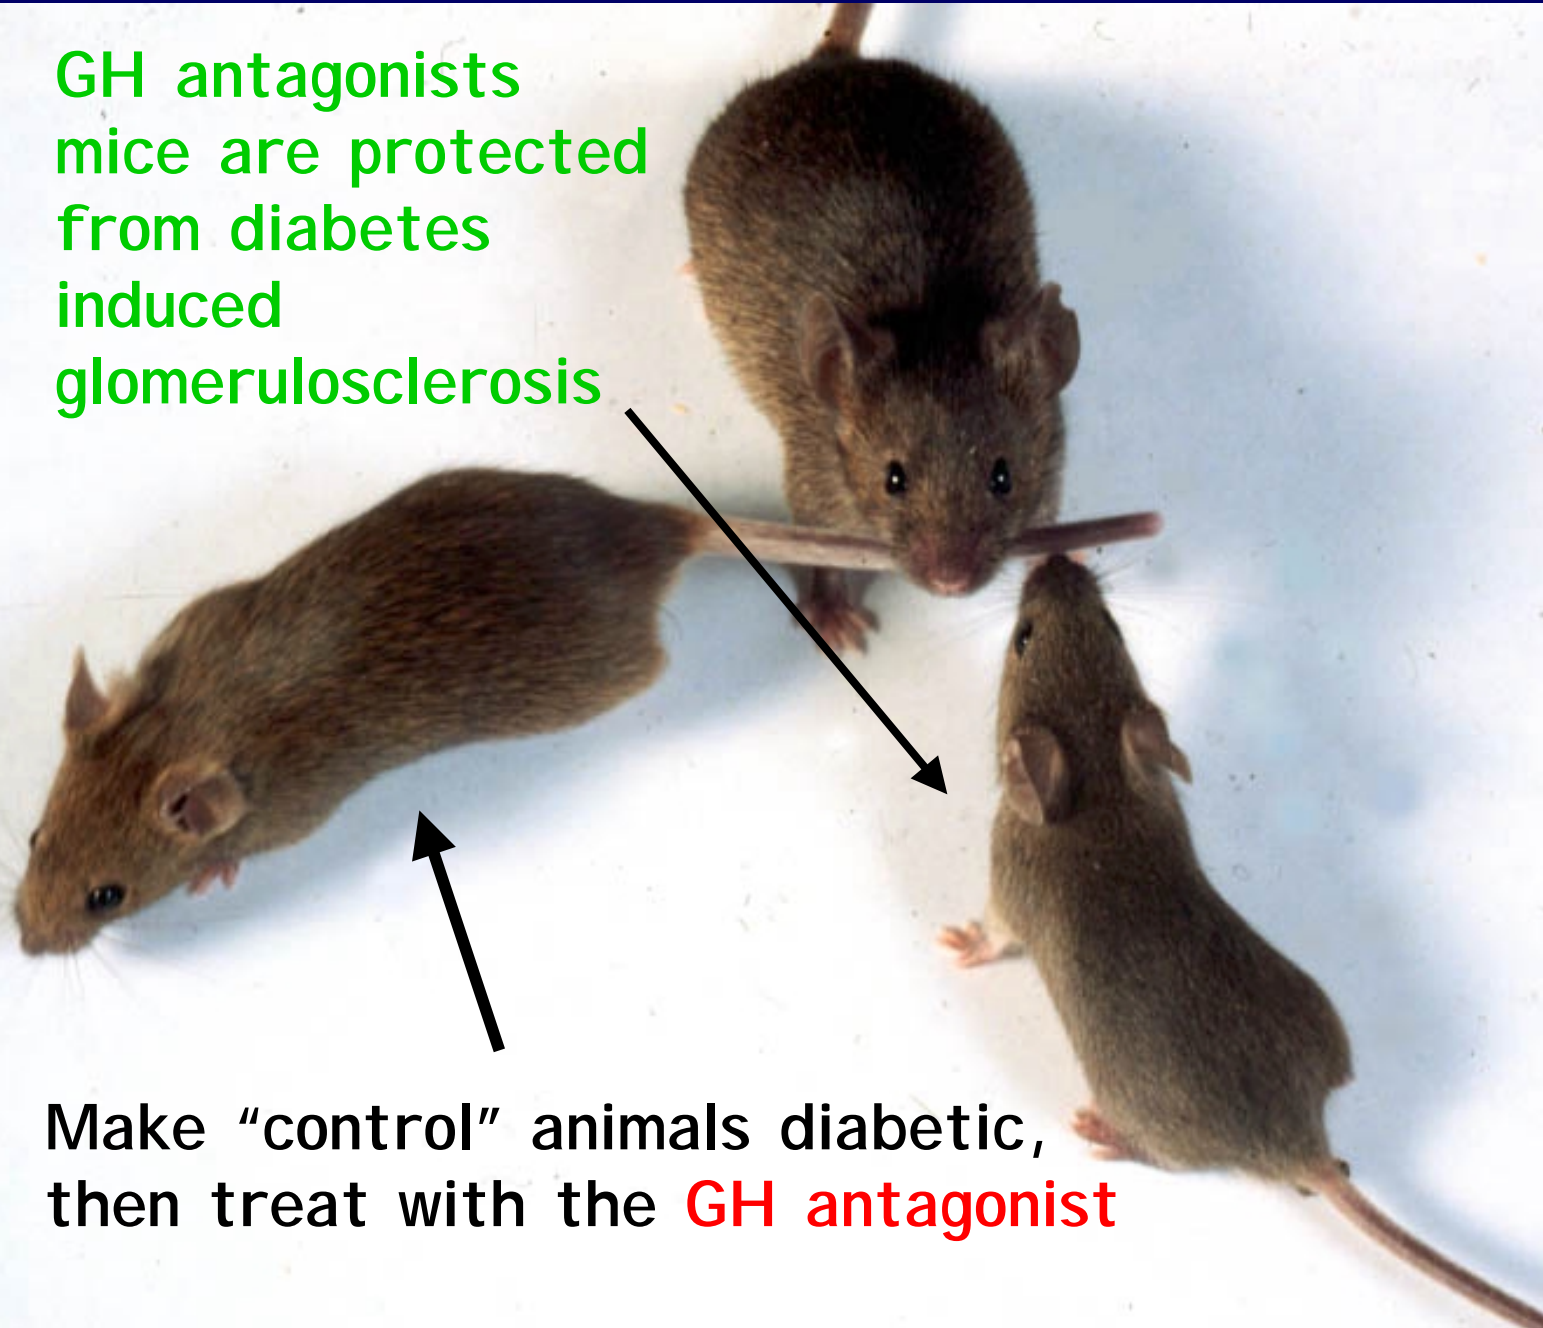 GH antagonists
mice are protected
from diabetes
induced
glomerulosclerosis
Make “control” animals diabetic,
then treat with the GH antagonist